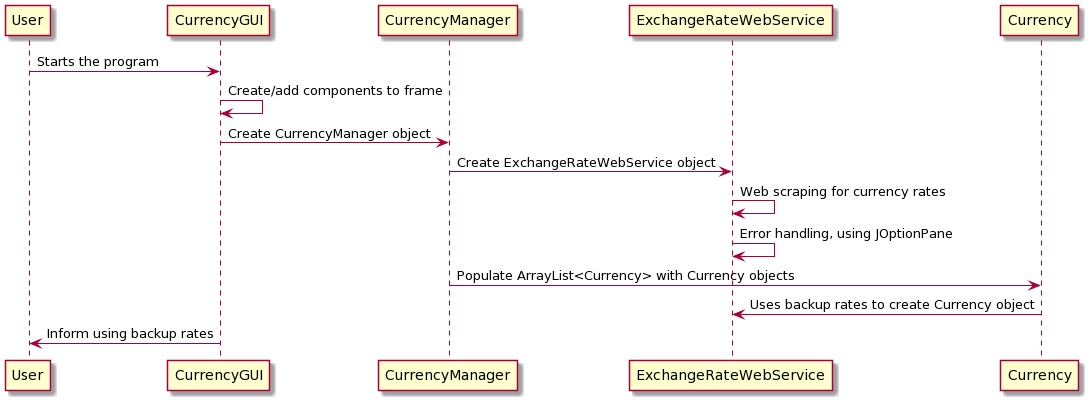 User
CurrencyGUI
CurrencyManager
ExchangeRateWebService
Currency
Starts the program
Create/add components to frame
Create CurrencyManager object
Create ExchangeRateWebService object
Web scraping for currency rates
Error handling, using JOptionPane
Populate ArrayList<Currency> with Currency objects
Uses backup rates to create Currency object
Inform using backup rates
User
CurrencyGUI
CurrencyManager
ExchangeRateWebService
Currency